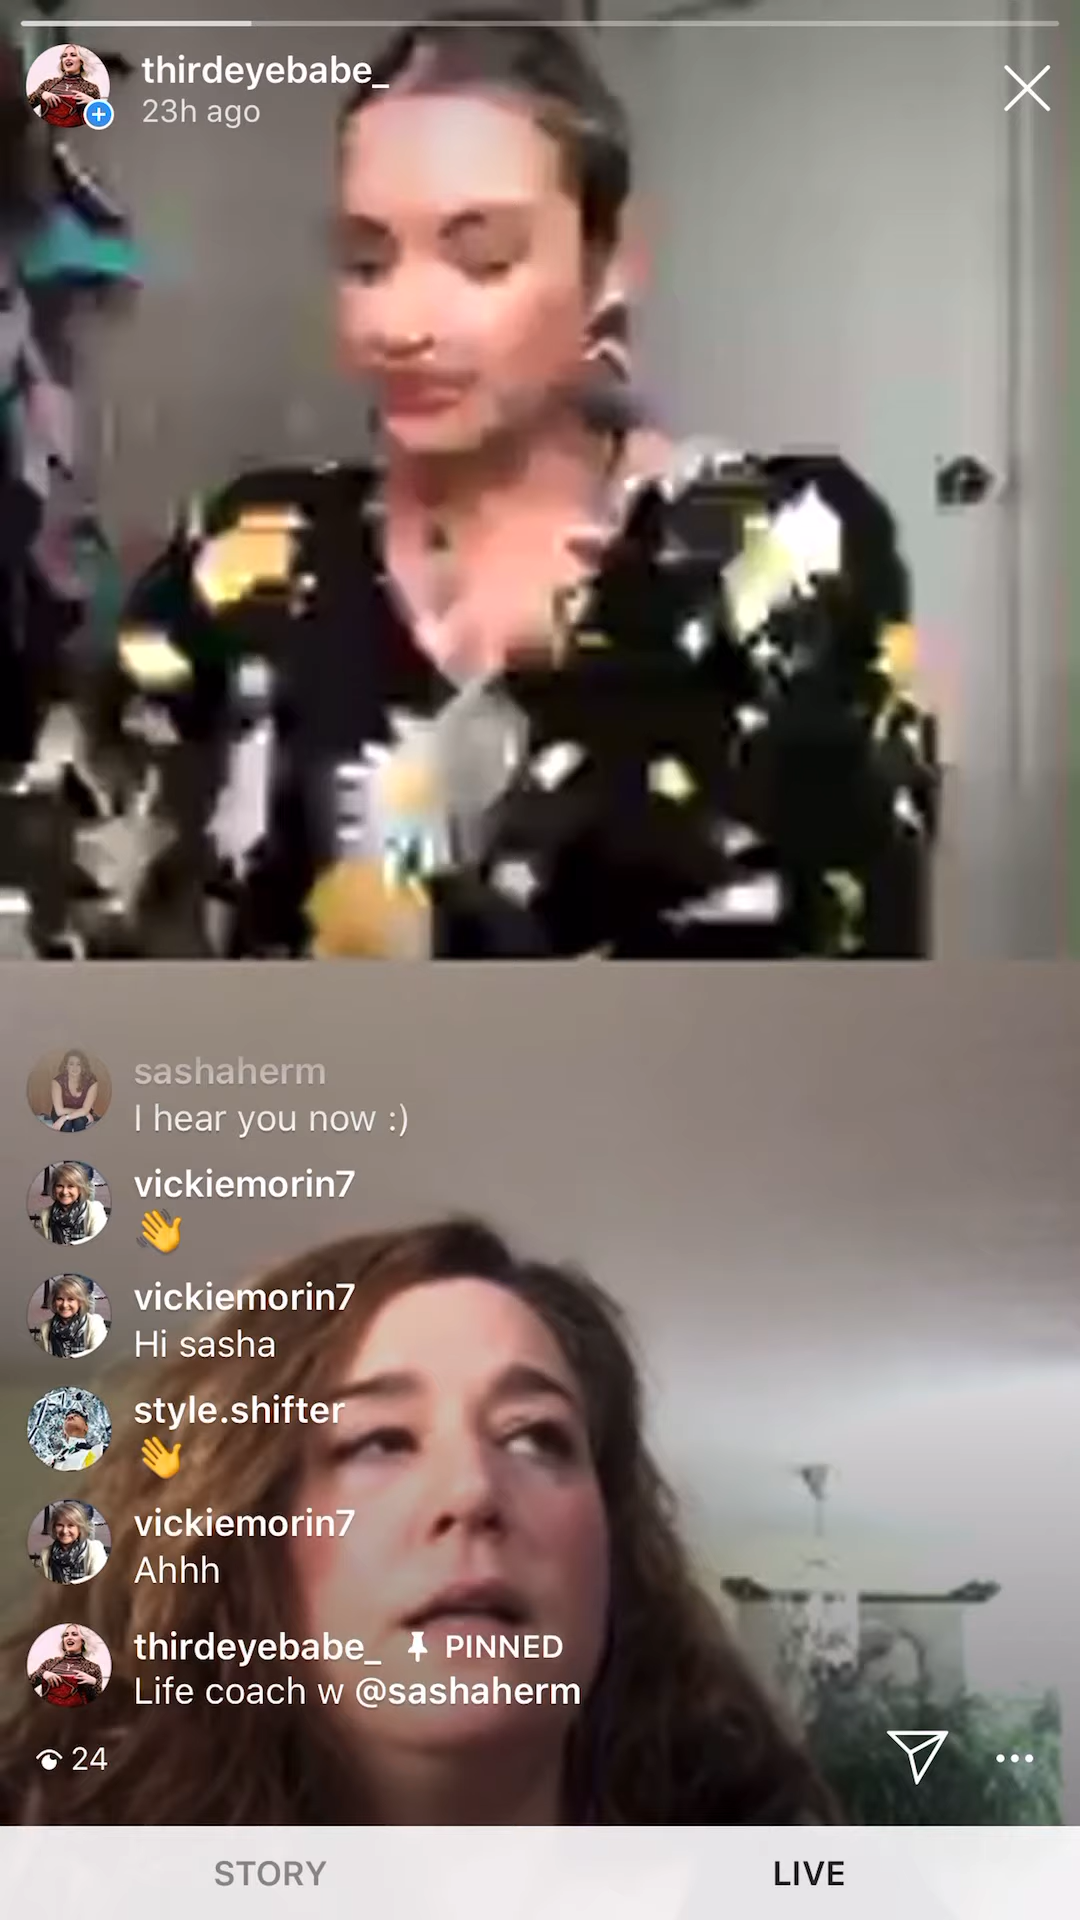 thirdeyebabe_
23h ago
sashaherm
I hear you now :)
vickiemorin7
👋
vickiemorin7
Hi sasha
style.shifter
👋
vickiemorin7
Ahhh
thirdeyebabe_ PINNED
Life coach w @sashaherm
24
STORY LIVE